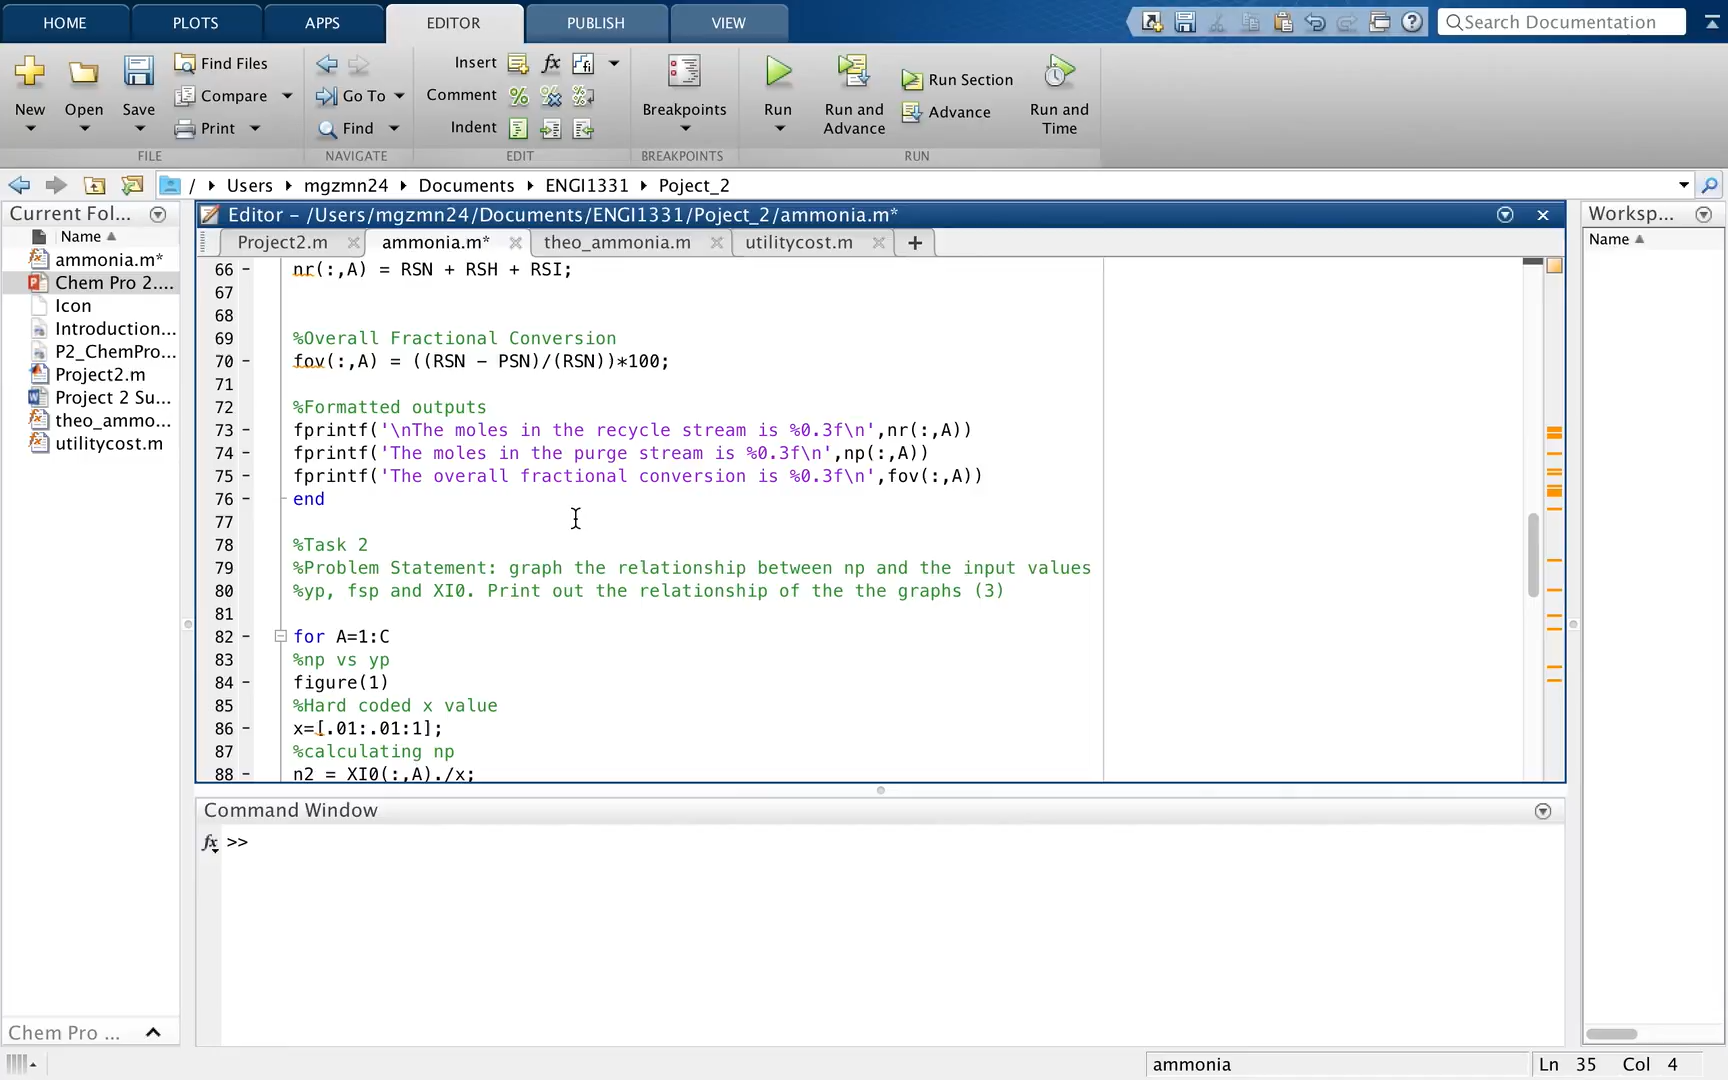 HOME PLOTS APPS EDITOR PUBLISH VIEW
Search Documentation
New Open Save
Find Files
Compare
Print
FILE
Go To
Find
NAVIGATE
Insert
Comment
Indent
EDIT
Breakpoints
BREAKPOINTS
Run
Run and
Advance
Run Section
Advance
Run and
Time
RUN
/ Users mgzmn24 Documents ENGI1331 Poject_2
Current Fol...
Name
ammonia.m*
Chem Pro 2....
Icon
Introduction...
P2_ChemPro...
Project2.m
Project 2 Su...
theo_ammo...
utilitycost.m
Chem Pro ...
Editor – /Users/mgzmn24/Documents/ENGI1331/Poject_2/ammonia.m*
Project2.m ammonia.m* theo_ammonia.m utilitycost.m +
66 – nr(:,A) = RSN + RSH + RSI;
67
68
69 %Overall Fractional Conversion
70 – fov(:,A) = ((RSN – PSN)/(RSN))*100;
71
72 %Formatted outputs
73 – fprintf('\nThe moles in the recycle stream is %0.3f\n',nr(:,A))
74 – fprintf('The moles in the purge stream is %0.3f\n',np(:,A))
75 – fprintf('The overall fractional conversion is %0.3f\n',fov(:,A))
76 – end
77
78 %Task 2
79 %Problem Statement: graph the relationship between np and the input values
80 %yp, fsp and XI0. Print out the relationship of the the graphs (3)
81
82 – for A=1:C
83 %np vs yp
84 – figure(1)
85 %Hard coded x value
86 – x=[.01:.01:1];
87 %calculating np
88 – n2 = XI0(:,A)./x;
Command Window
fx >>
Worksp...
Name
ammonia
Ln 35 Col 4